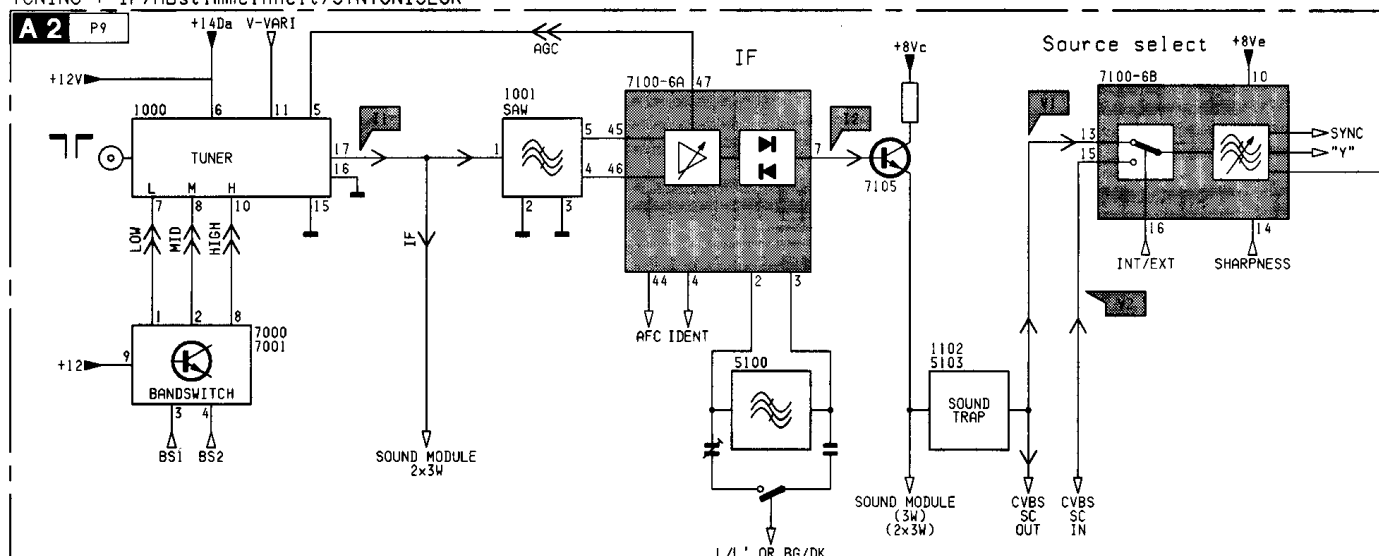 A2 P9
+14Da V-VARI
+12V
AGC
IF
+8Vc
Source select
+8Ve
1000
6
11
5
1001
SAW
7100-6A
47
7100-6B
10
TUNER
17
16
1
5
45
4
46
7
7105
I2
V1
13
15
SYNC
"Y"
L M H
7 8 10
15
2 3
LOW
MID
HIGH
IF
44 4 2 3
AFC IDENT
16
14
INT/EXT
SHARPNESS
V2
1 2 8
7000
7001
+12
9
BANDSWITCH
3 4
BS1 BS2
SOUND MODULE
2x3W
5100
1102
5103
SOUND
TRAP
SOUND MODULE
(3W)
(2x3W)
CVBS
SC
OUT
CVBS
SC
IN
L/L' OR BG/DK